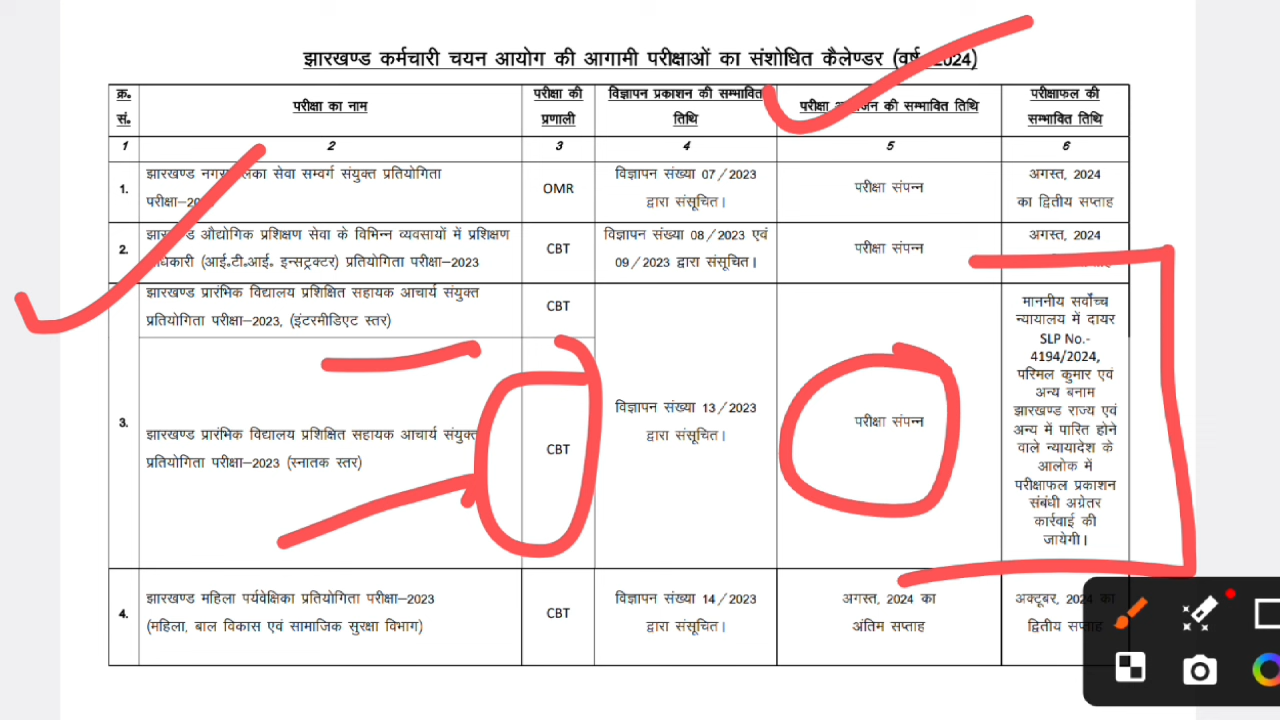 झारखण्ड कर्मचारी चयन आयोग की आगामी परीक्षाओं का संशोधित कैलेण्डर (वर्ष 2024)
क्र॰ सं॰
परीक्षा का नाम
परीक्षा की प्रणाली
विज्ञापन प्रकाशन की सम्भावित तिथि
परीक्षा की सम्भावित तिथि
परीक्षाफल की सम्भावित तिथि
1 2 3 4 5 6
1.
झारखण्ड सेवा सम्वर्ग संयुक्त प्रतियोगिता
OMR
विज्ञापन संख्या 07/2023
द्वारा संसूचित।
परीक्षा संपन्न
अगस्त, 2024
का द्वितीय सप्ताह
2.
झारखण्ड औद्योगिक प्रशिक्षण सेवा के विभिन्न व्यवसायों में प्रशिक्षण
(आई॰टी॰आई॰ इन्सट्रक्टर) प्रतियोगिता परीक्षा–2023
CBT
विज्ञापन संख्या 08/2023 एवं
09/2023 द्वारा संसूचित।
परीक्षा संपन्न
अगस्त, 2024
झारखण्ड प्रारंभिक विद्यालय प्रशिक्षित सहायक आचार्य संयुक्त
प्रतियोगिता परीक्षा–2023, (इंटरमीडिएट स्तर)
CBT
3.
झारखण्ड प्रारंभिक विद्यालय प्रशिक्षित सहायक आचार्य संयुक्त
प्रतियोगिता परीक्षा–2023 (स्नातक स्तर)
CBT
विज्ञापन संख्या 13/2023
द्वारा संसूचित।
परीक्षा संपन्न
माननीय सर्वोच्च
न्यायालय में दायर
SLP No.-
4194/2024,
परिमल कुमार एवं
अन्य बनाम
झारखण्ड राज्य एवं
अन्य में पारित होने
वाले न्यायादेश के
आलोक में
परीक्षाफल प्रकाशन
संबंधी अग्रेतर
कार्रवाई की
जायेगी।
4.
झारखण्ड महिला पर्यवेक्षिका प्रतियोगिता परीक्षा–2023
(महिला, बाल विकास एवं सामाजिक सुरक्षा विभाग)
CBT
विज्ञापन संख्या 14/2023
द्वारा संसूचित।
अगस्त, 2024 का
अंतिम सप्ताह
अक्टूबर, 2024 का
द्वितीय सप्ताह